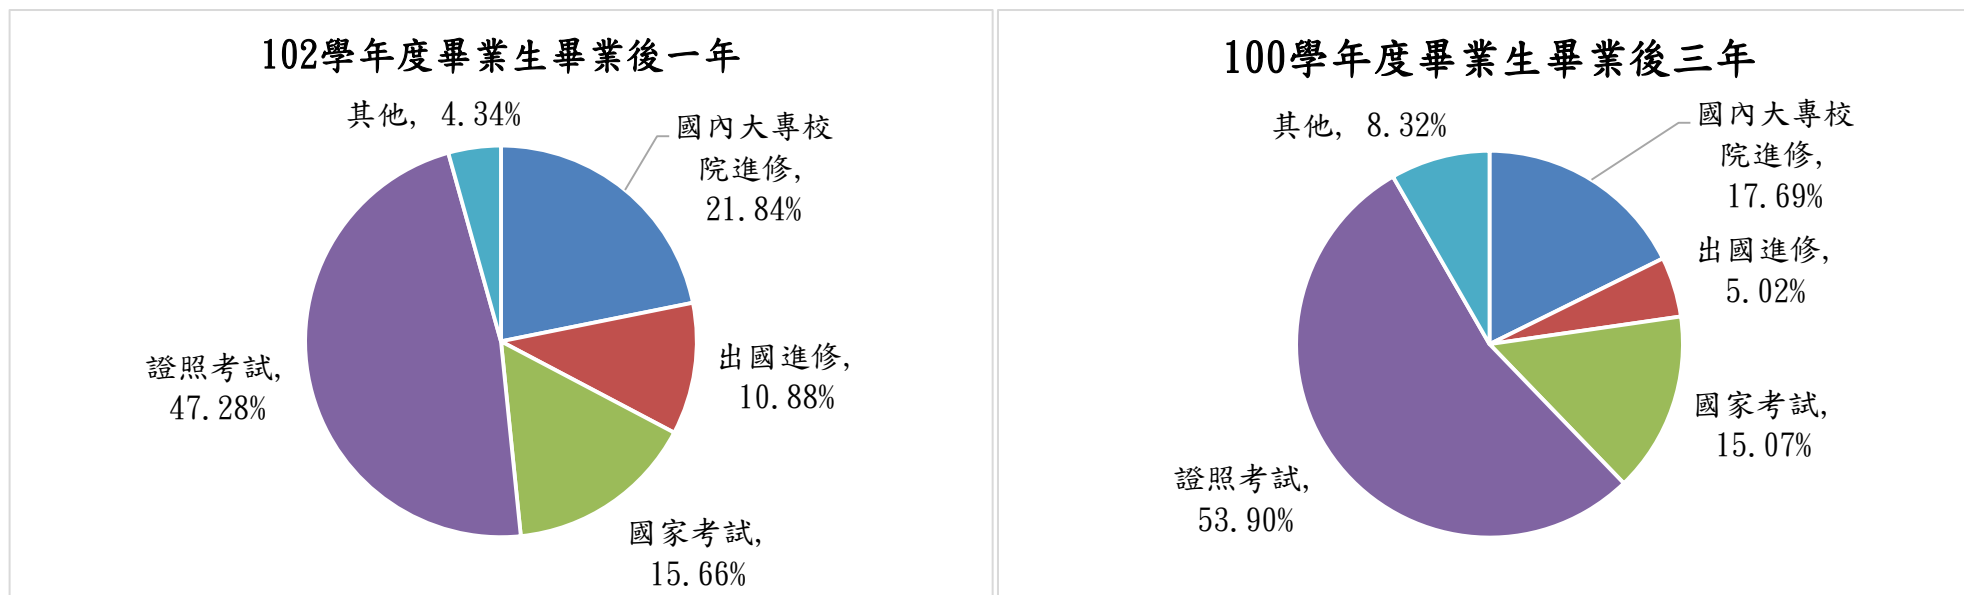 102學年度畢業生畢業後一年
其他, 4.34%
國內大專校
院進修,
21.84%
出國進修,
10.88%
證照考試,
47.28%
國家考試,
15.66%
100學年度畢業生畢業後三年
其他, 8.32%
國內大專校
院進修,
17.69%
出國進修,
5.02%
國家考試,
15.07%
證照考試,
53.90%